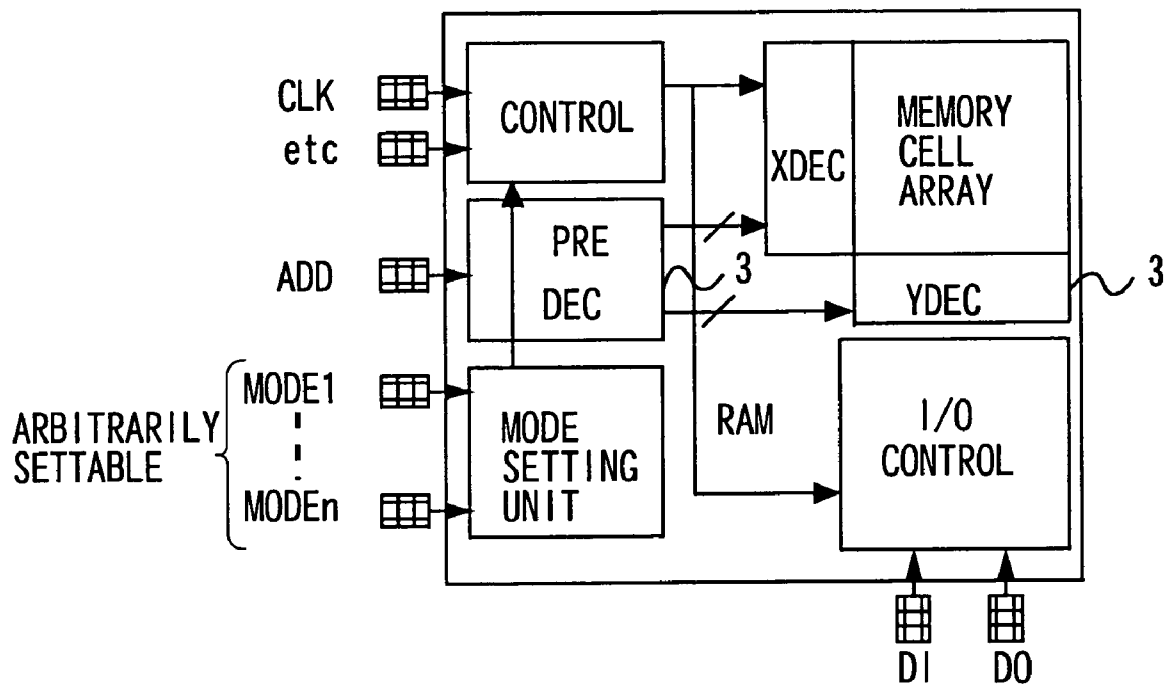 CLK
etc
ADD
ARBITRARILY
SETTABLE
MODE1
MODEn
CONTROL
PRE
DEC
3
MODE
SETTING
UNIT
XDEC
MEMORY
CELL
ARRAY
YDEC
3
RAM
I/O
CONTROL
DI
DO